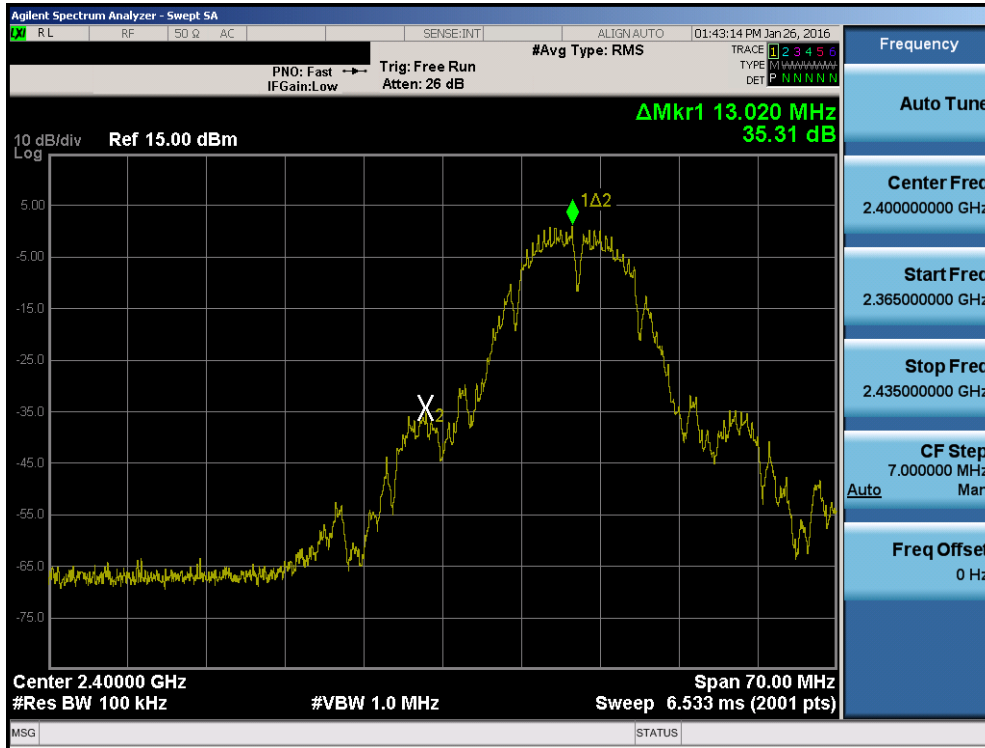 Agilent Spectrum Analyzer - Swept SA
LXI RL RF 50 Ω AC SENSE:INT ALIGN AUTO 01:43:14 PM Jan 26, 2016
#Avg Type: RMS TRACE 1 2 3 4 5 6
PNO: Fast Trig: Free Run TYPE M WWWWW
IFGain:Low Atten: 26 dB DET P N N N N N
ΔMkr1 13.020 MHz
35.31 dB
10 dB/div Ref 15.00 dBm
Log
1Δ2
5.00
-5.00
-15.0
-25.0
-35.0
X2
-45.0
-55.0
-65.0
-75.0
Center 2.40000 GHz Span 70.00 MHz
#Res BW 100 kHz #VBW 1.0 MHz Sweep 6.533 ms (2001 pts)
MSG STATUS
Frequency
Auto Tune
Center Freq
2.400000000 GHz
Start Freq
2.365000000 GHz
Stop Freq
2.435000000 GHz
CF Step
7.000000 MHz
Auto Man
Freq Offset
0 Hz